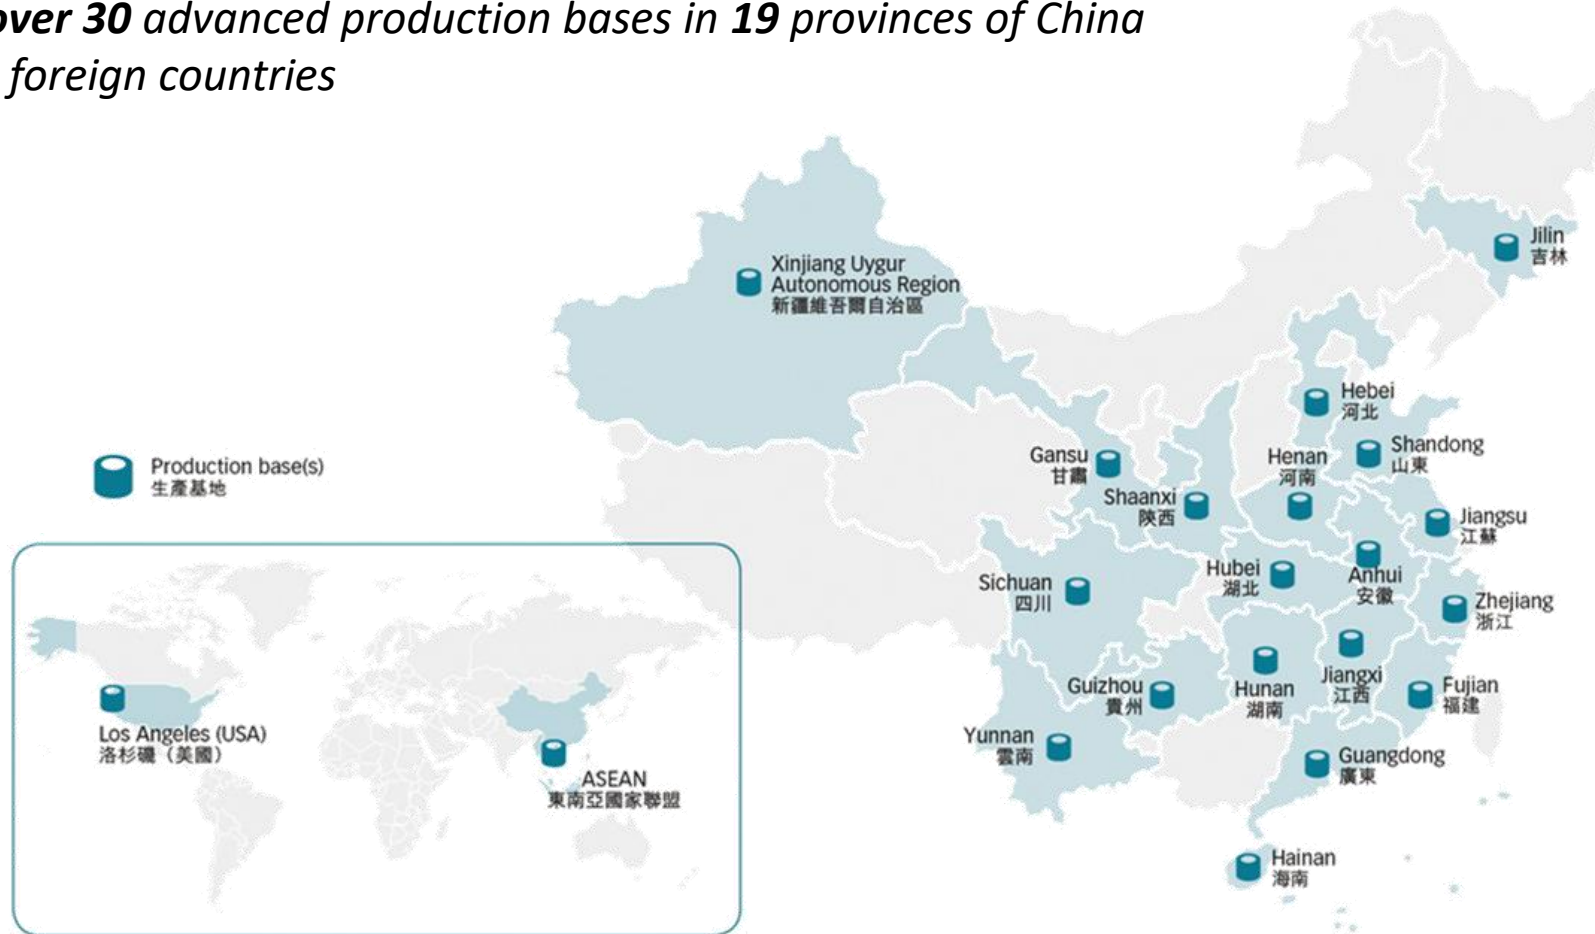 over 30 advanced production bases in 19 provinces of China
foreign countries
Xinjiang Uygur
Autonomous Region
新疆維吾爾自治區
Jilin
吉林
Hebei
河北
Shandong
山東
Gansu
甘肅
Henan
河南
Shaanxi
陝西
Jiangsu
江蘇
Production base(s)
生產基地
Sichuan
四川
Hubei
湖北
Anhui
安徽
Zhejiang
浙江
Guizhou
貴州
Hunan
湖南
Jiangxi
江西
Fujian
福建
Yunnan
雲南
Guangdong
廣東
Hainan
海南
Los Angeles (USA)
洛杉磯（美國）
ASEAN
東南亞國家聯盟